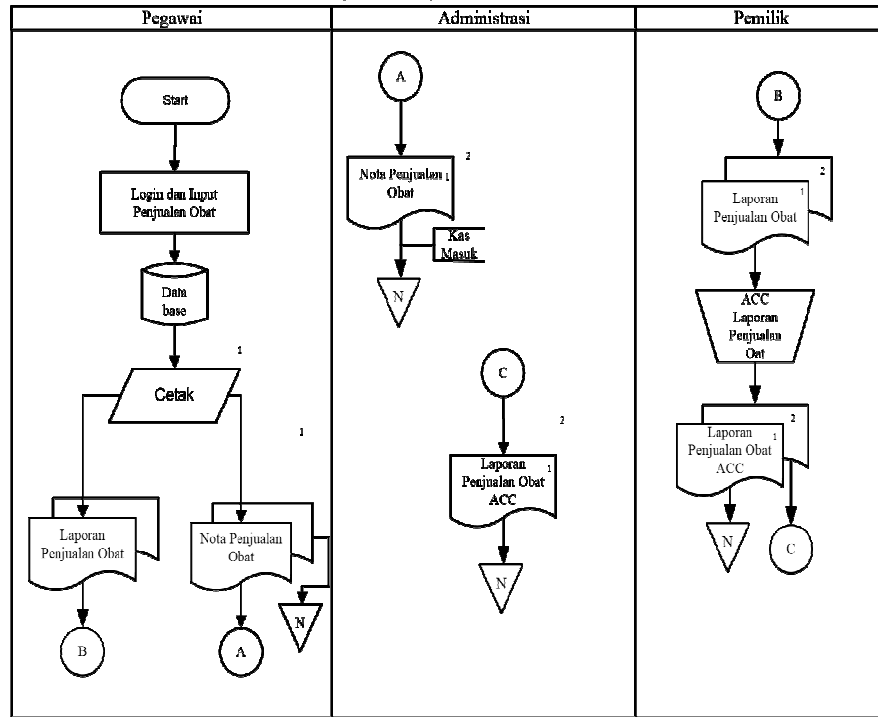 Pegawai
Administrasi
Pemilik
Start
Login dan Input
Penjualan Obat
Data
base
1
Cetak
1
Laporan
Penjualan Obat
Nota Penjualan
Obat
N
B
A
A
2
Nota Penjualan 1
Obat
Kas
Masuk
N
C
2
Laporan
Penjualan Obat 1
ACC
N
B
2
1
Laporan
Penjualan Obat
ACC
Laporan
Penjualan
Oat
2
1
Laporan
Penjualan Obat
ACC
N
C